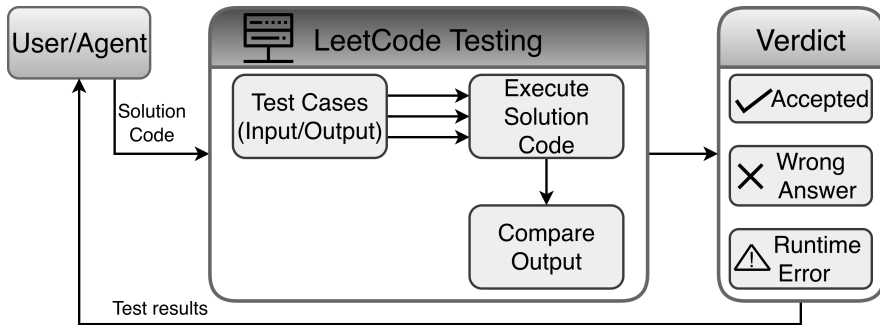 User/Agent
LeetCode Testing
Verdict
Solution
Code
Test Cases
(Input/Output)
Execute
Solution
Code
Compare
Output
Accepted
Wrong
Answer
Runtime
Error
Test results